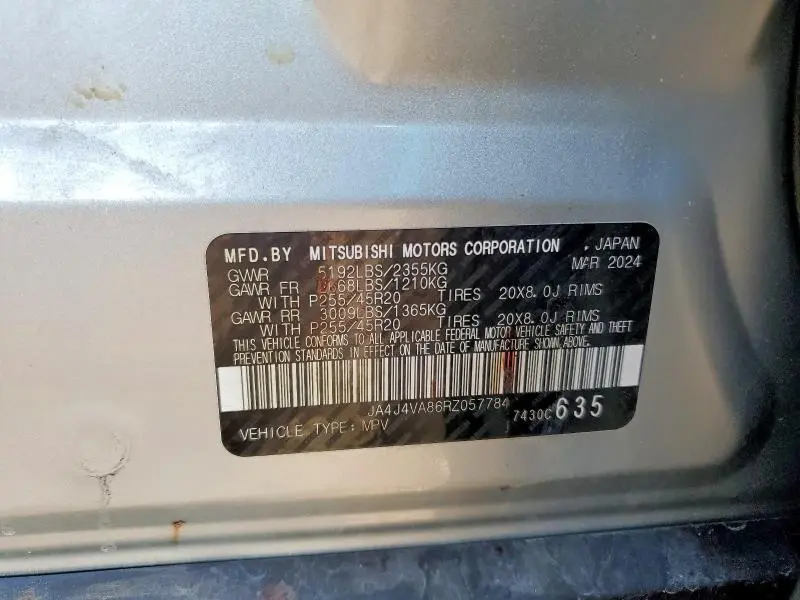 MFD.BY MITSUBISHI MOTORS CORPORATION JAPAN
GVWR 5192LBS/2355KG MAR 2024
GAWR FR 2668LBS/1210KG
WITH P255/45R20 TIRES 20X8.0J RIMS
GAWR RR 3009LBS/1365KG
WITH P255/45R20 TIRES 20X8.0J RIMS
THIS VEHICLE CONFORMS TO ALL APPLICABLE FEDERAL MOTOR VEHICLE SAFETY AND THEFT
PREVENTION STANDARDS IN EFFECT ON THE DATE OF MANUFACTURE SHOWN ABOVE.
JA4J4VA86RZ057784 7430C635
VEHICLE TYPE: MPV